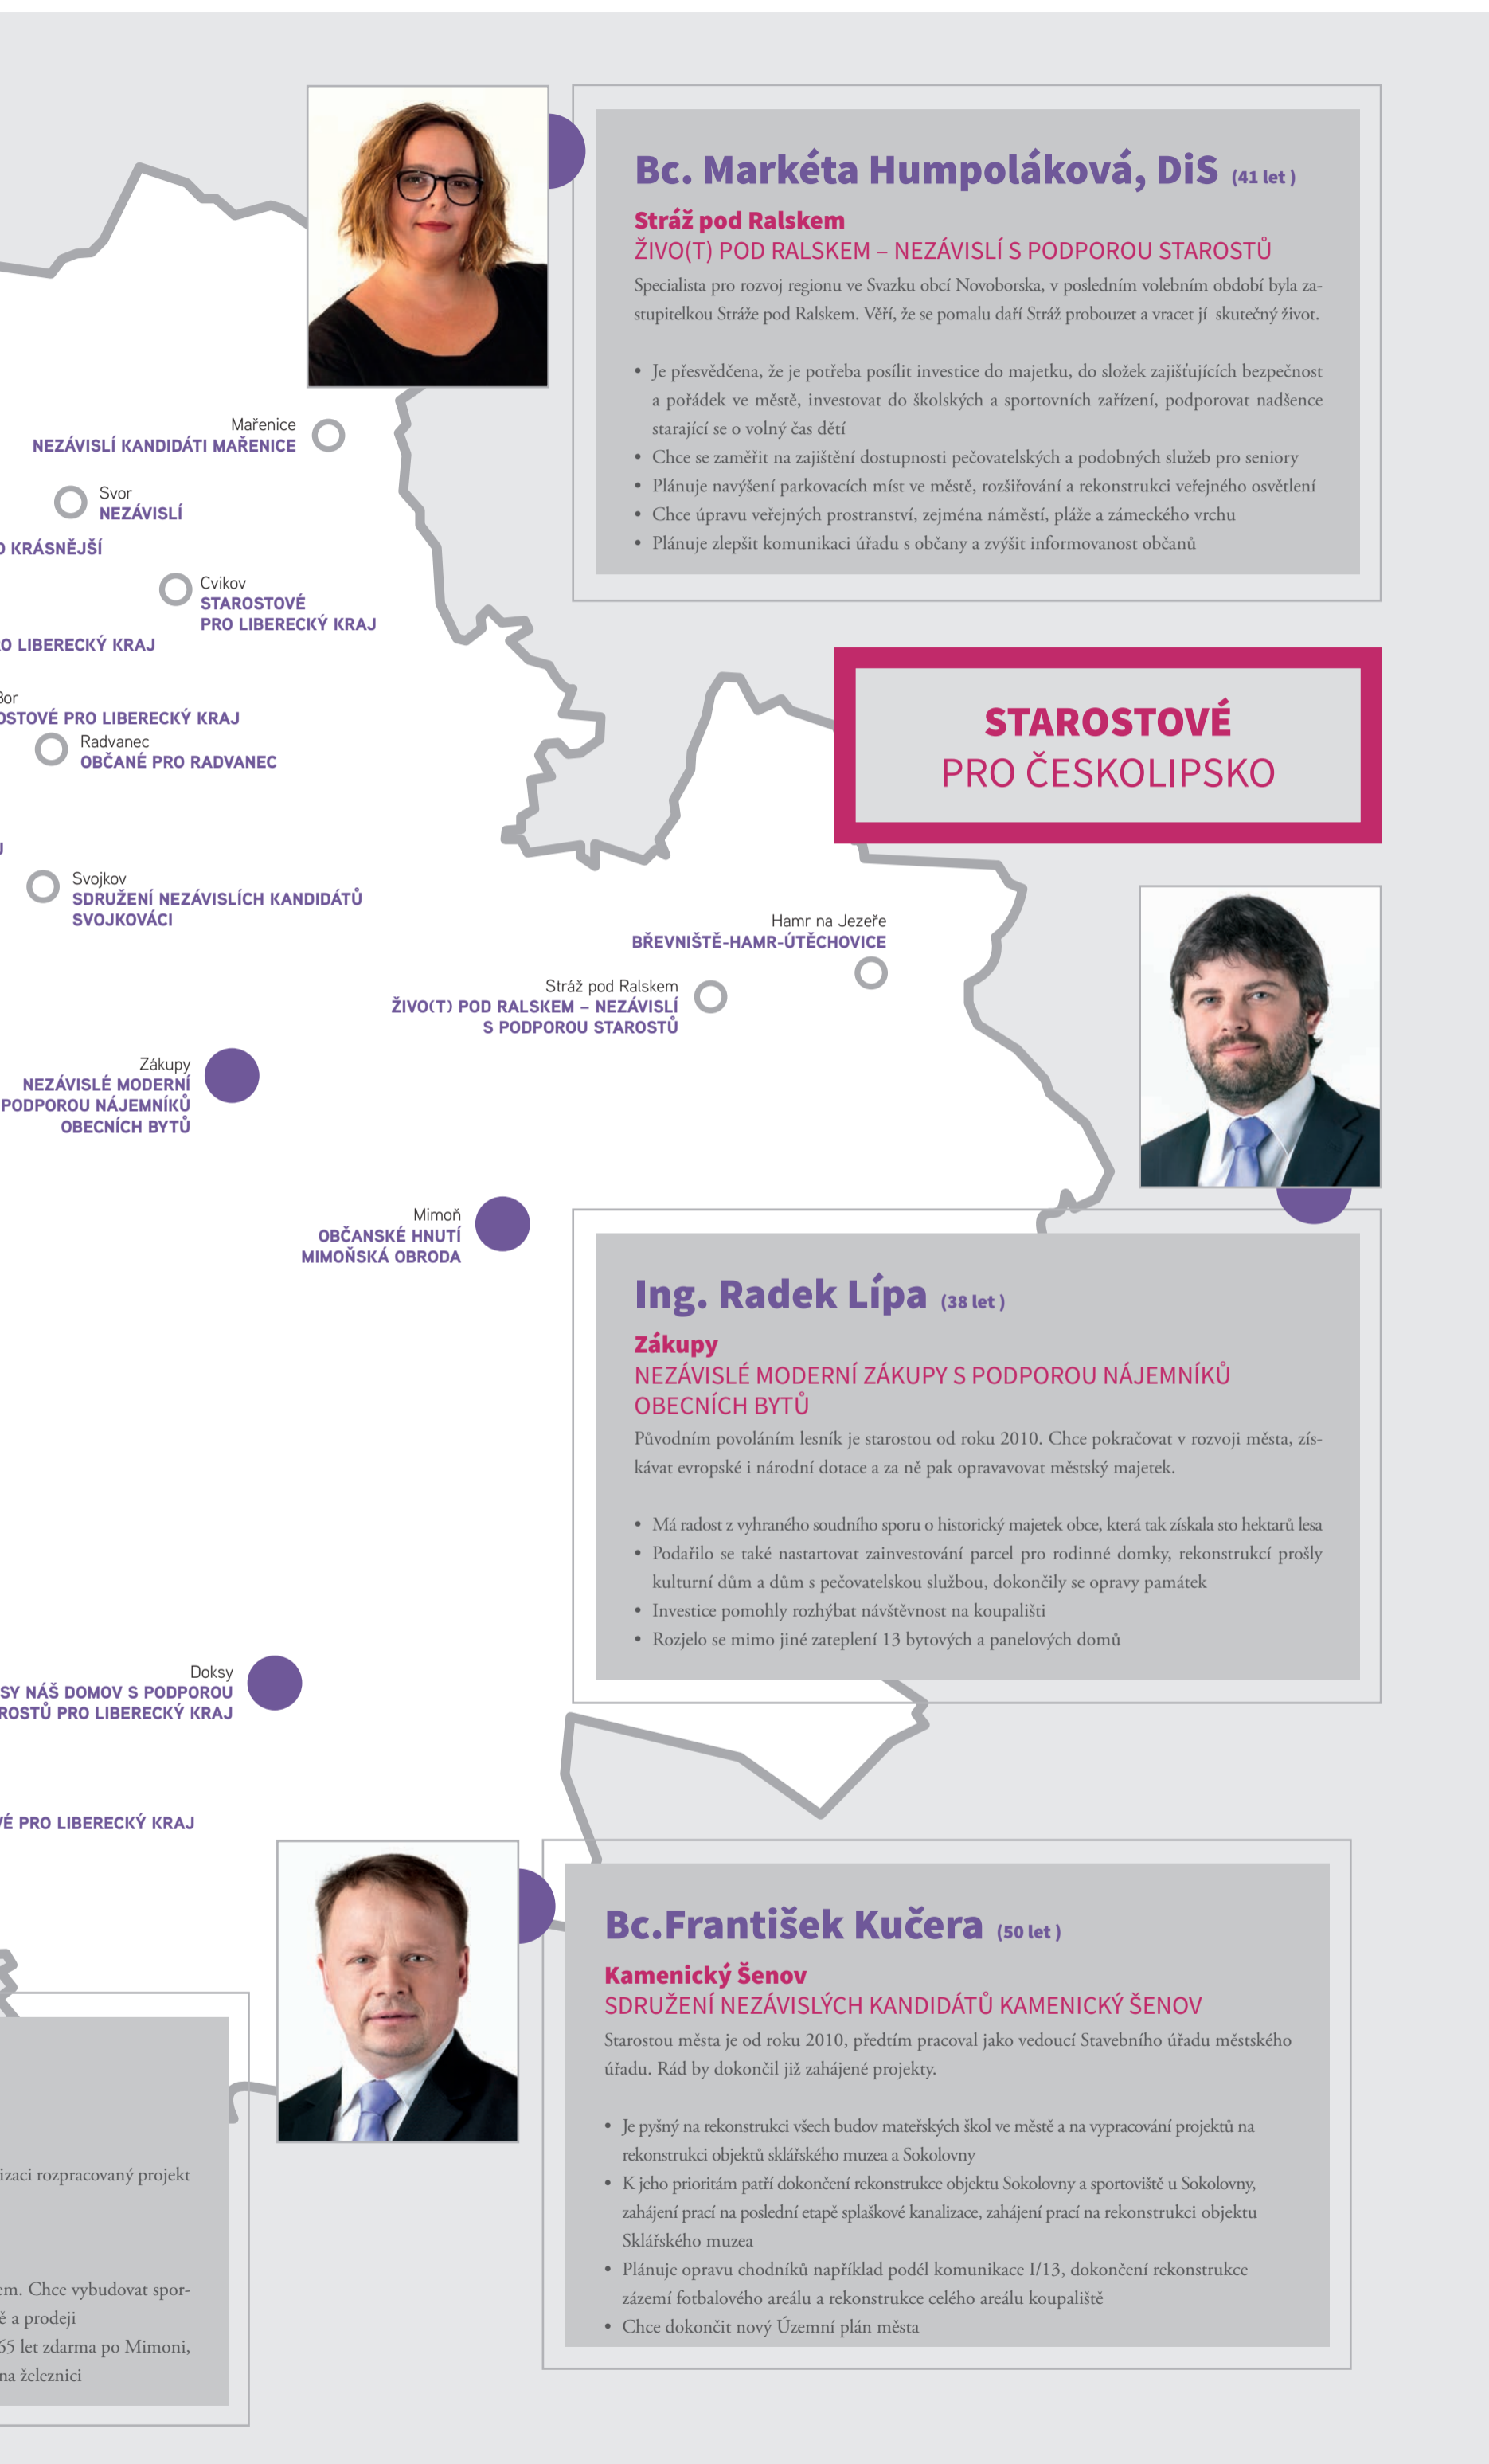 Bc. Markéta Humpoláková, DiS (41 let )
Stráž pod Ralskem
ŽIVO(T) POD RALSKEM – NEZÁVISLÍ S PODPOROU STAROSTŮ
Specialista pro rozvoj regionu ve Svazku obcí Novoborska, v posledním volebním období byla za-
stupitelkou Stráže pod Ralskem. Věří, že se pomalu daří Stráž probouzet a vracet jí skutečný život.
• Je přesvědčena, že je potřeba posílit investice do majetku, do složek zajišťujících bezpečnost
a pořádek ve městě, investovat do školských a sportovních zařízení, podporovat nadšence
starající se o volný čas dětí
• Chce se zaměřit na zajištění dostupnosti pečovatelských a podobných služeb pro seniory
• Plánuje navýšení parkovacích míst ve městě, rozšiřování a rekonstrukci veřejného osvětlení
• Chce úpravu veřejných prostranství, zejména náměstí, pláže a zámeckého vrchu
• Plánuje zlepšit komunikaci úřadu s občany a zvýšit informovanost občanů
Mařenice
NEZÁVISLÍ KANDIDÁTI MAŘENICE
Svor
NEZÁVISLÍ
O KRÁSNĚJŠÍ
Cvikov
STAROSTOVÉ
PRO LIBERECKÝ KRAJ
O LIBERECKÝ KRAJ
Bor
OSTOVÉ PRO LIBERECKÝ KRAJ
Radvanec
OBČANÉ PRO RADVANEC
J
Svojkov
SDRUŽENÍ NEZÁVISLÍCH KANDIDÁTŮ
SVOJKOVÁCI
STAROSTOVÉ
PRO ČESKOLIPSKO
Hamr na Jezeře
BŘEVNIŠTĚ-HAMR-ÚTĚCHOVICE
Stráž pod Ralskem
ŽIVO(T) POD RALSKEM – NEZÁVISLÍ
S PODPOROU STAROSTŮ
Zákupy
NEZÁVISLÉ MODERNÍ
PODPOROU NÁJEMNÍKŮ
OBECNÍCH BYTŮ
Mimoň
OBČANSKÉ HNUTÍ
MIMOŇSKÁ OBRODA
Ing. Radek Lípa (38 let )
Zákupy
NEZÁVISLÉ MODERNÍ ZÁKUPY S PODPOROU NÁJEMNÍKŮ
OBECNÍCH BYTŮ
Původním povoláním lesník je starostou od roku 2010. Chce pokračovat v rozvoji města, zís-
kávat evropské i národní dotace a za ně pak opravavovat městský majetek.
• Má radost z vyhraného soudního sporu o historický majetek obce, která tak získala sto hektarů lesa
• Podařilo se také nastartovat zainvestování parcel pro rodinné domky, rekonstrukcí prošly
kulturní dům a dům s pečovatelskou službou, dokončily se opravy památek
• Investice pomohly rozhýbat návštěvnost na koupališti
• Rozjelo se mimo jiné zateplení 13 bytových a panelových domů
Doksy
SY NÁŠ DOMOV S PODPOROU
ROSTŮ PRO LIBERECKÝ KRAJ
VÉ PRO LIBERECKÝ KRAJ
Bc.František Kučera (50 let )
Kamenický Šenov
SDRUŽENÍ NEZÁVISLÝCH KANDIDÁTŮ KAMENICKÝ ŠENOV
Starostou města je od roku 2010, předtím pracoval jako vedoucí Stavebního úřadu městského
úřadu. Rád by dokončil již zahájené projekty.
• Je pyšný na rekonstrukci všech budov mateřských škol ve městě a na vypracování projektů na
rekonstrukci objektů sklářského muzea a Sokolovny
• K jeho prioritám patří dokončení rekonstrukce objektu Sokolovny a sportoviště u Sokolovny,
zahájení prací na poslední etapě splaškové kanalizace, zahájení prací na rekonstrukci objektu
Sklářského muzea
• Plánuje opravu chodníků například podél komunikace I/13, dokončení rekonstrukce
zázemí fotbalového areálu a rekonstrukce celého areálu koupaliště
• Chce dokončit nový Územní plán města
izaci rozpracovaný projekt
em. Chce vybudovat spor-
ě a prodeji
65 let zdarma po Mimoni,
na železnici